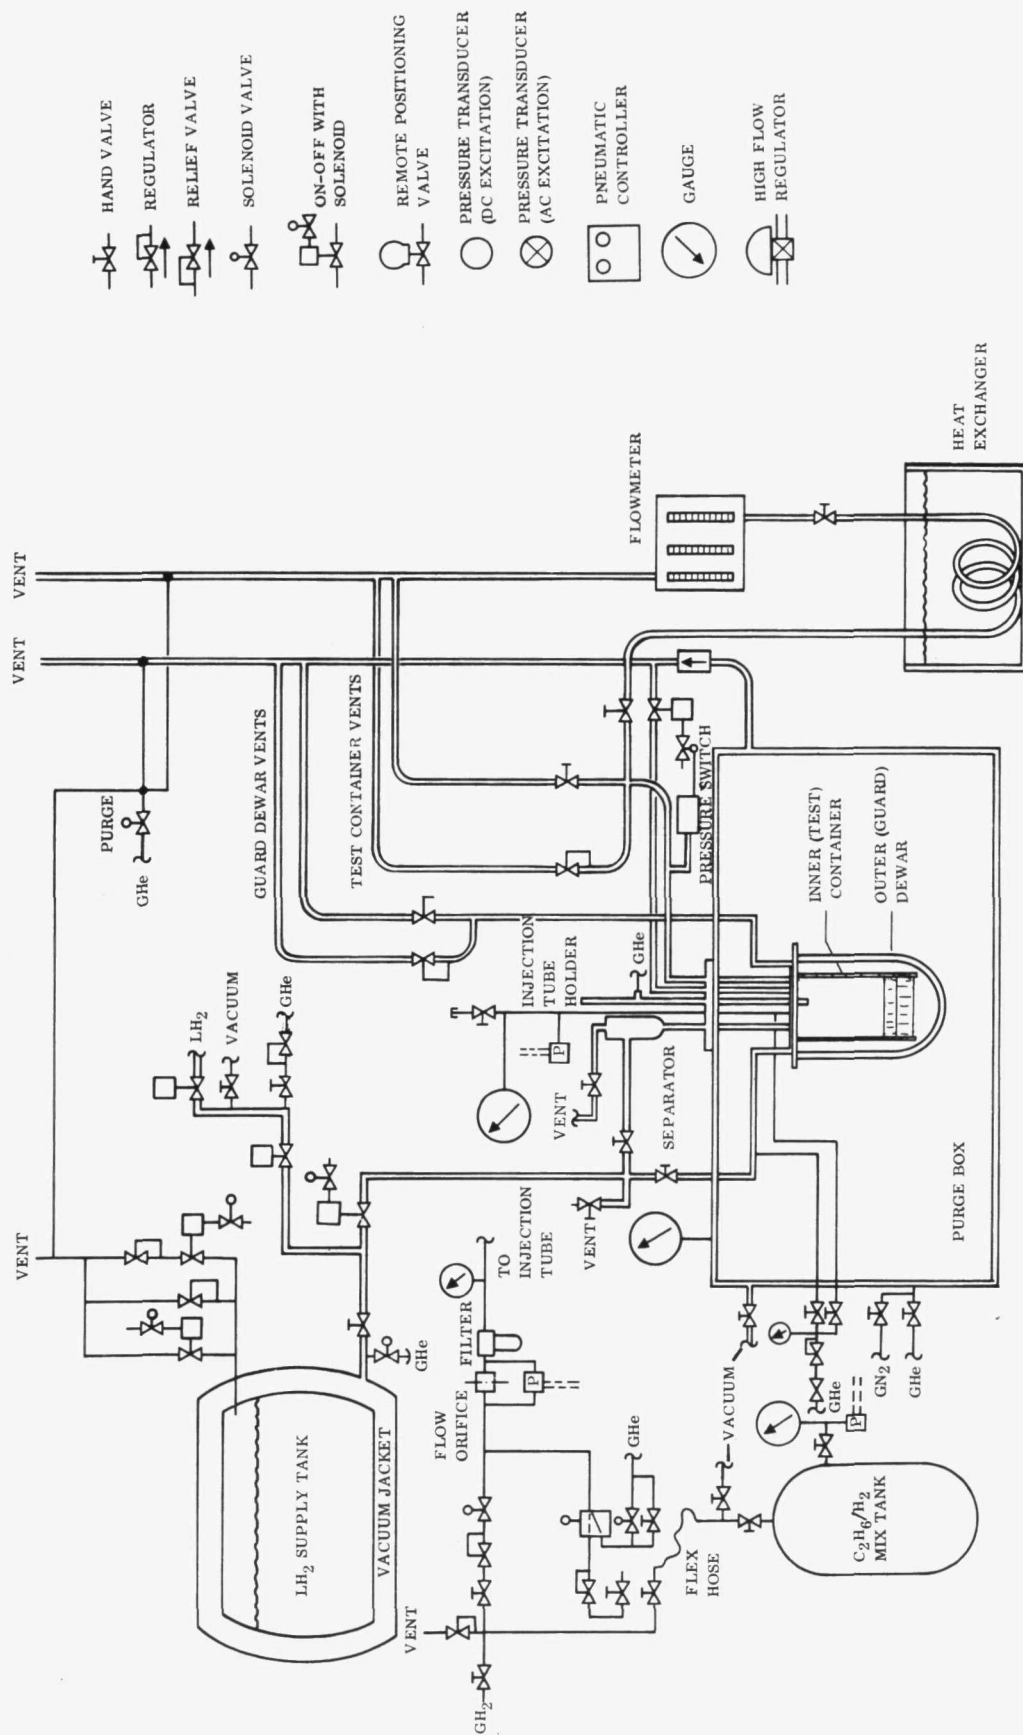 HAND VALVE
REGULATOR
RELIEF VALVE
SOLENOID VALVE
ON-OFF WITH
SOLENOID
REMOTE POSITIONING
VALVE
PRESSURE TRANSDUCER
(DC EXCITATION)
PRESSURE TRANSDUCER
(AC EXCITATION)
PNEUMATIC
CONTROLLER
GAUGE
HIGH FLOW
REGULATOR
VENT
VENT
VENT
PURGE
GHe
GUARD DEWAR VENTS
TEST CONTAINER VENTS
FLOWMETER
HEAT
EXCHANGER
LH2
VACUUM
GHe
INJECTION
TUBE
HOLDER
GHe
PRESSURE SWITCH
INNER (TEST)
CONTAINER
OUTER (GUARD)
DEWAR
P
VENT
SEPARATOR
VENT
TO
INJECTION
TUBE
PURGE BOX
LH2 SUPPLY TANK
VACUUM JACKET
GHe
FILTER
FLOW
ORIFICE
P
VENT
GH2
GHe
FLEX
HOSE
VACUUM
GHe
GN2
GHe
P
C2H6/H2
MIX TANK